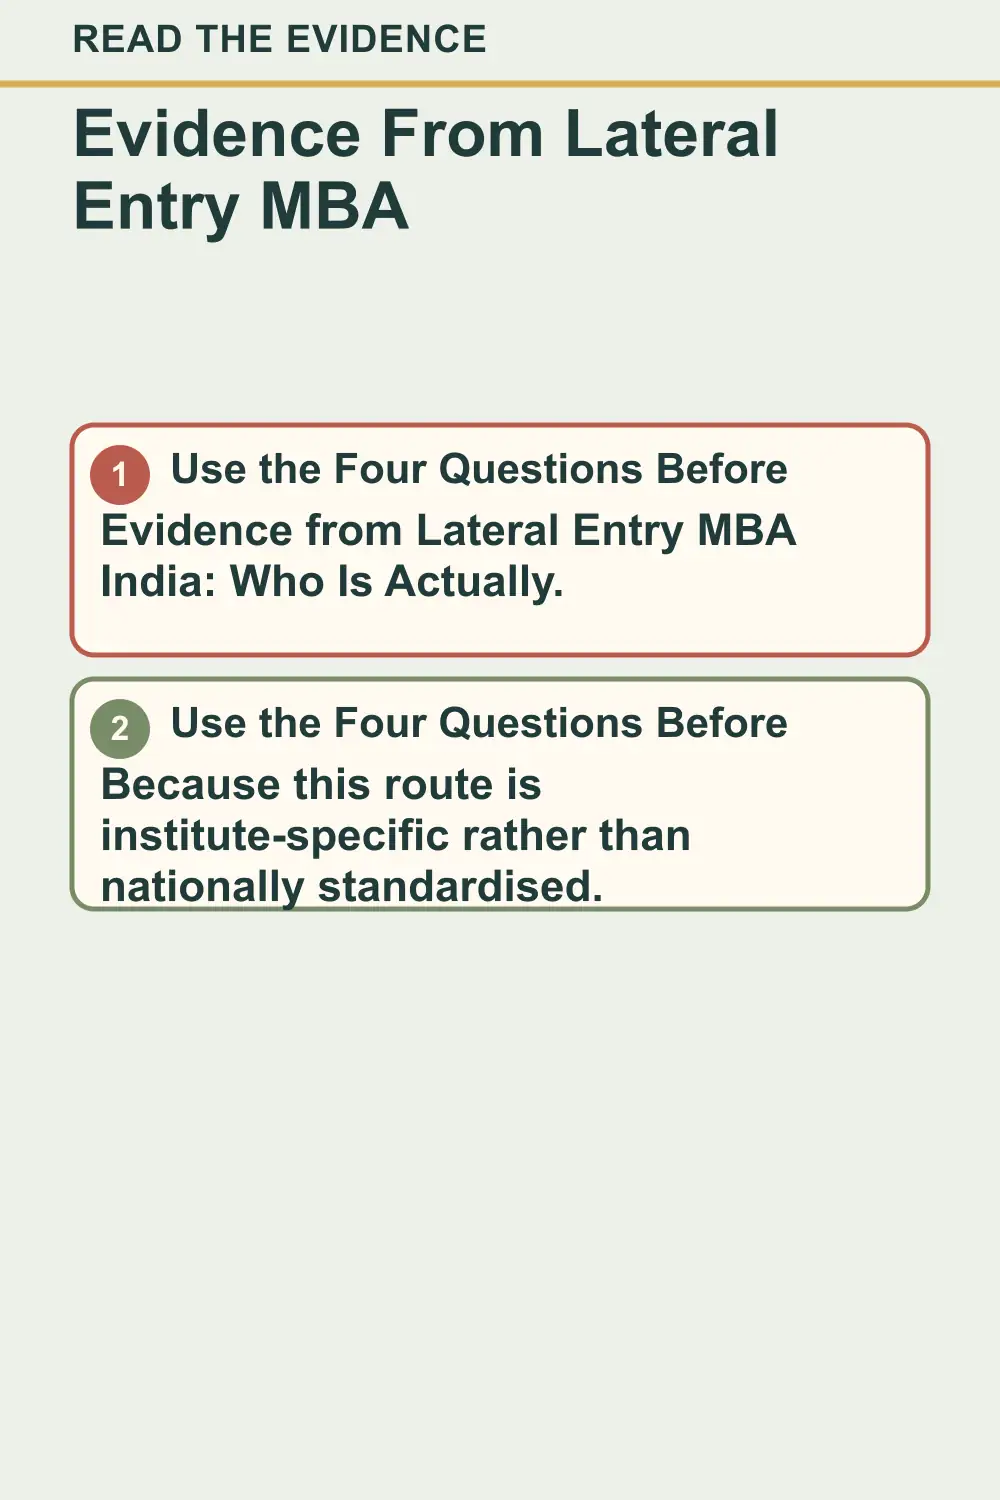 READ THE EVIDENCE
Evidence From Lateral
Entry MBA
1
Use the Four Questions Before
Evidence from Lateral Entry MBA
India: Who Is Actually.
2
Use the Four Questions Before
Because this route is
institute-specific rather than
nationally standardised.